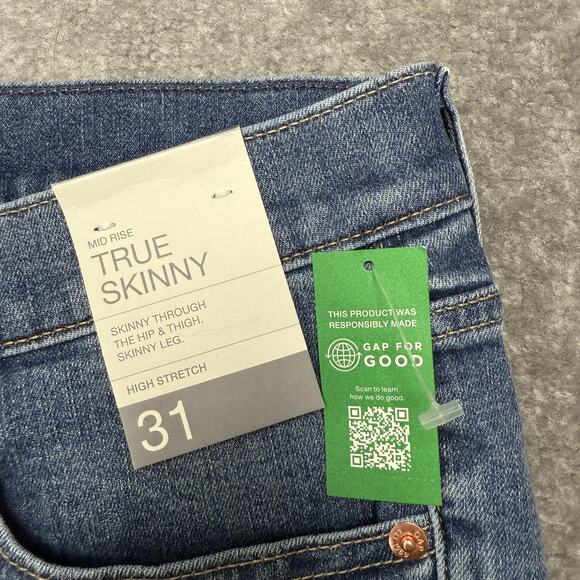 MID RISE
TRUE
SKINNY
SKINNY THROUGH
THE HIP & THIGH.
SKINNY LEG.
HIGH STRETCH
31
THIS PRODUCT WAS
RESPONSIBLY MADE
GAP FOR
GOOD
Scan to learn
how we do good.
GAP